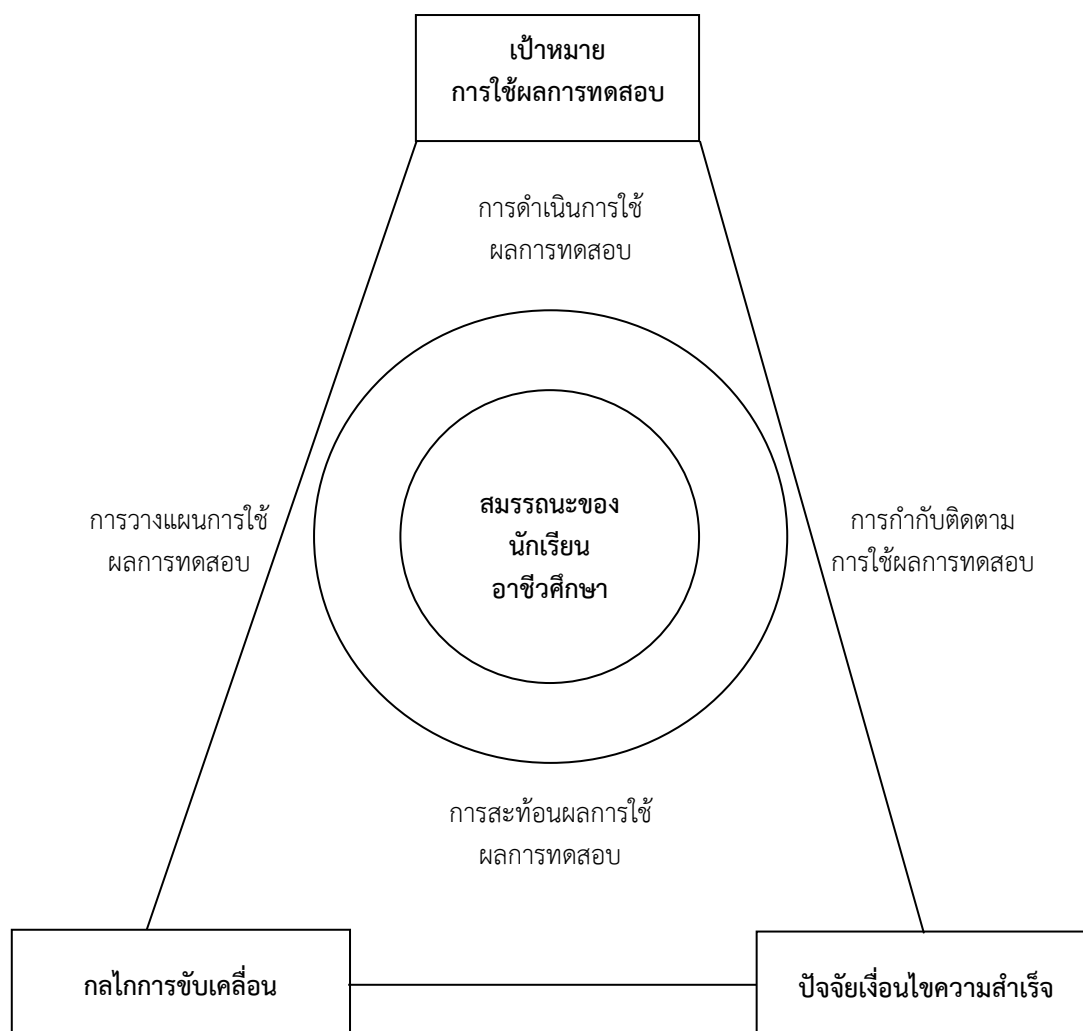 เป้าหมาย
การใช้ผลการทดสอบ
การดำเนินการใช้
ผลการทดสอบ
การวางแผนการใช้
ผลการทดสอบ
สมรรถนะของ
นักเรียน
อาชีวศึกษา
การกำกับติดตาม
การใช้ผลการทดสอบ
การสะท้อนผลการใช้
ผลการทดสอบ
กลไกการขับเคลื่อน
ปัจจัยเงื่อนไขความสำเร็จ